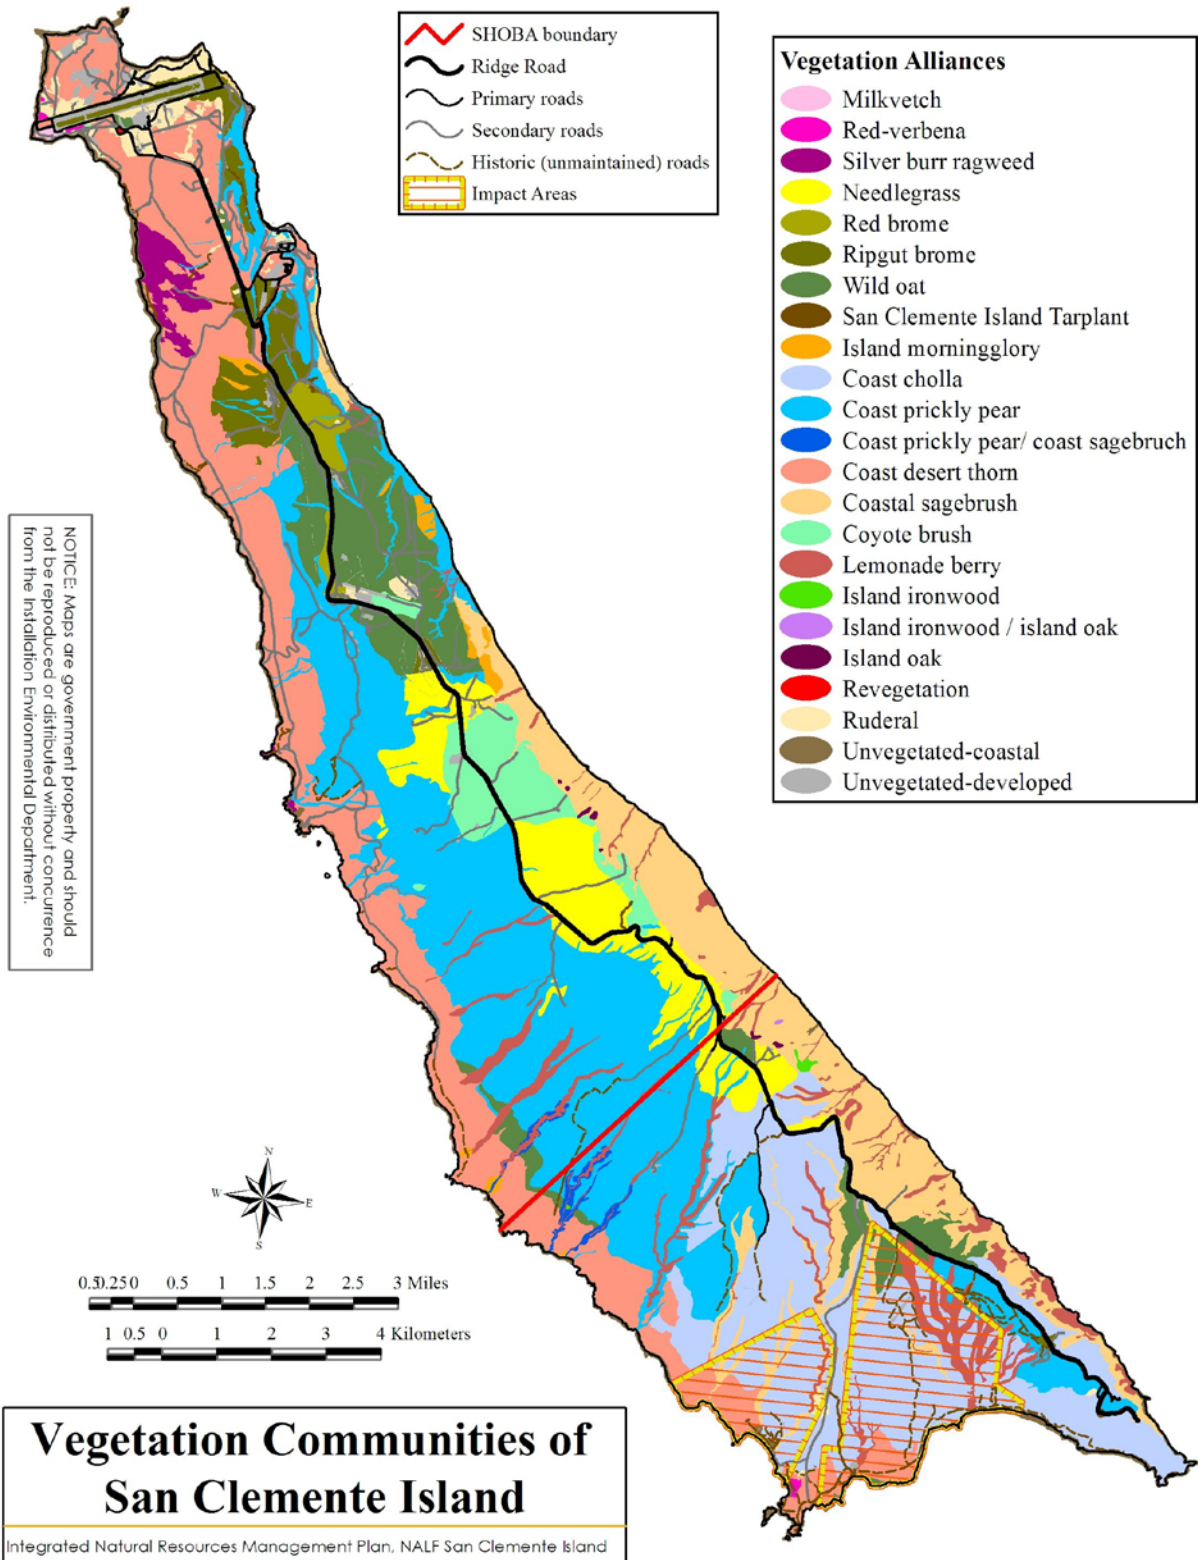 SHOBA boundary
Ridge Road
Primary roads
Secondary roads
Historic (unmaintained) roads
Impact Areas
Vegetation Alliances
Milkvetch
Red-verbena
Silver burr ragweed
Needlegrass
Red brome
Ripgut brome
Wild oat
San Clemente Island Tarplant
Island morningglory
Coast cholla
Coast prickly pear
Coast prickly pear/ coast sagebruch
Coast desert thorn
Coastal sagebrush
Coyote brush
Lemonade berry
Island ironwood
Island ironwood / island oak
Island oak
Revegetation
Ruderal
Unvegetated-coastal
Unvegetated-developed
NOTICE: Maps are government property and should
not be reproduced or distributed without concurrence
from the Installation Environmental Department.
N
W E
S
0.5 0.25 0 0.5 1 1.5 2 2.5 3 Miles
1 0.5 0 1 2 3 4 Kilometers
Vegetation Communities of
San Clemente Island
Integrated Natural Resources Management Plan, NALF San Clemente Island